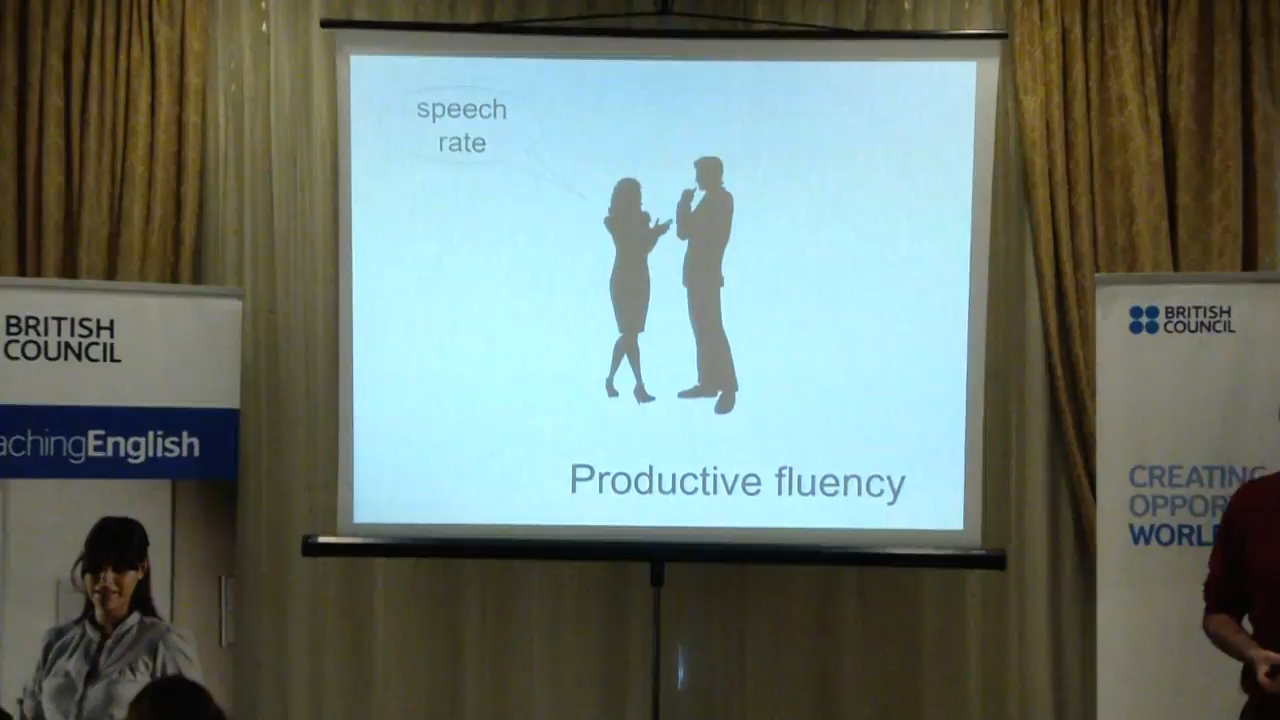 speech
rate
Productive fluency
BRITISH
COUNCIL
achingEnglish
BRITISH
COUNCIL
CREATING
OPPOR
WORL